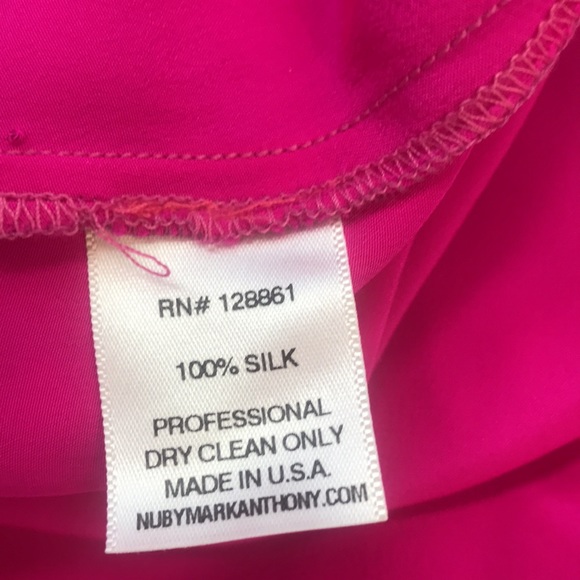 RN# 128861
100% SILK
PROFESSIONAL
DRY CLEAN ONLY
MADE IN U.S.A.
NUBYMARKANTHONY.COM